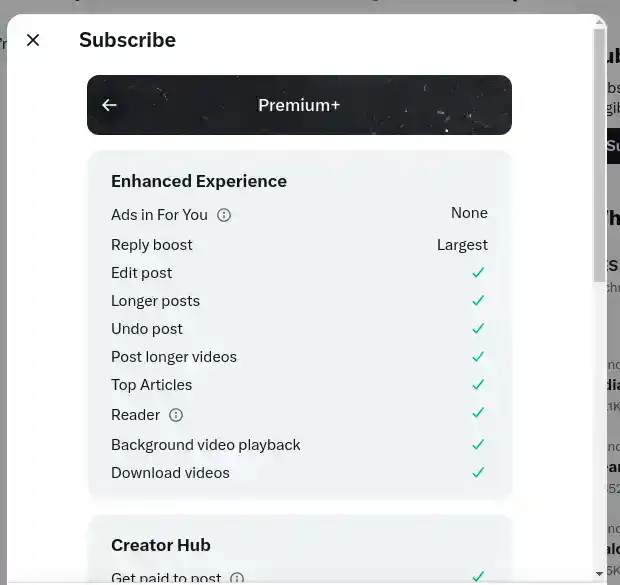 Subscribe
Premium+
Enhanced Experience
Ads in For You None
Reply boost Largest
Edit post
Longer posts
Undo post
Post longer videos
Top Articles
Reader
Background video playback
Download videos
Creator Hub
Get paid to post